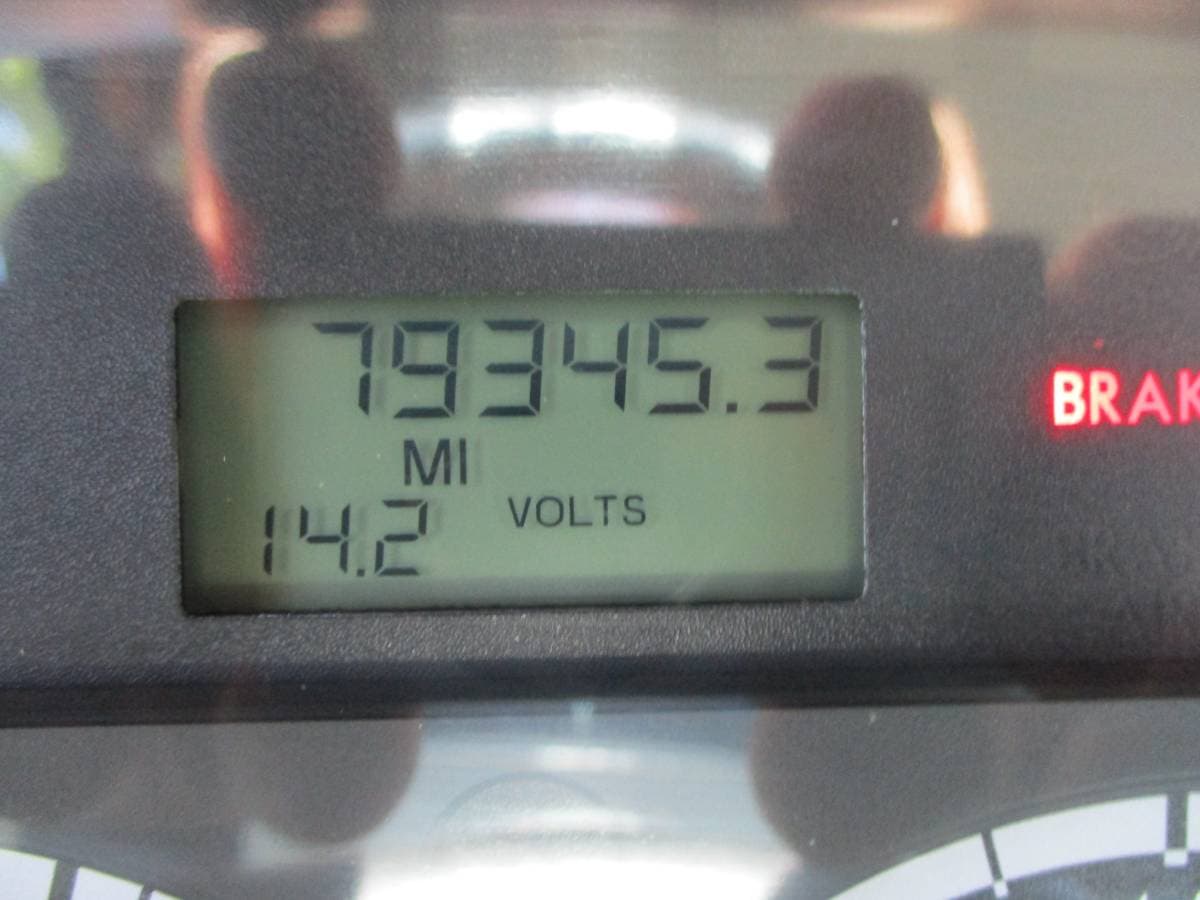 79345.3
MI
14.2 VOLTS
BRAK